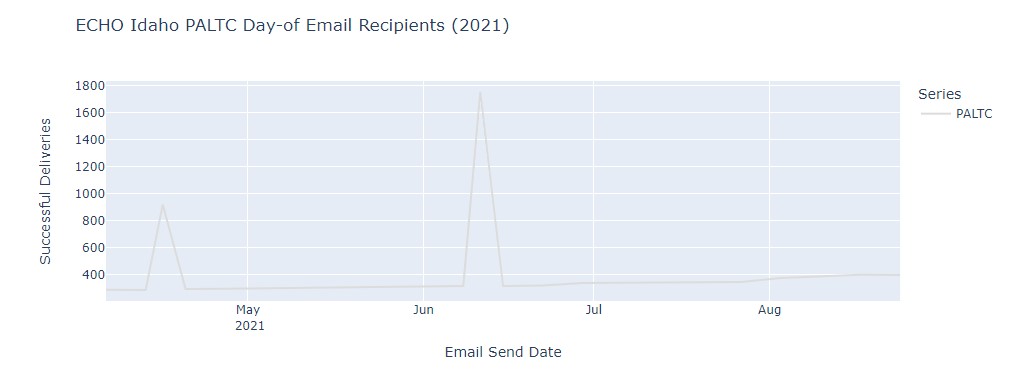 ECHO Idaho PALTC Day-of Email Recipients (2021)
Successful Deliveries
1800
1600
1400
1200
1000
800
600
400
May
2021
Jun
Jul
Aug
Email Send Date
Series
PALTC